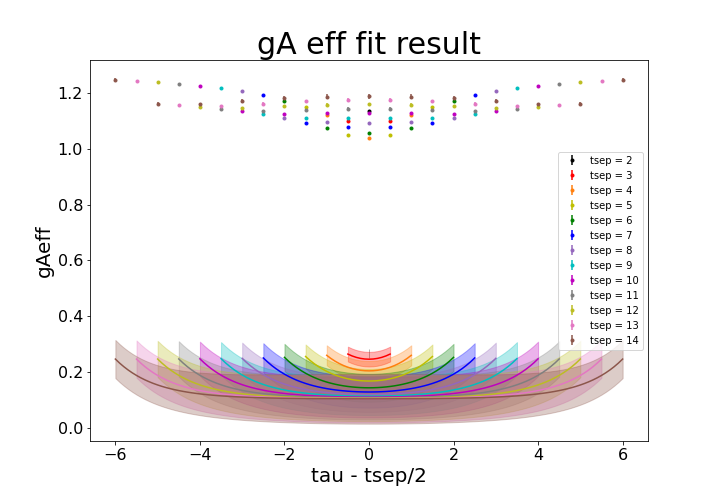 gA eff fit result
gAeff
1.2
1.0
0.8
0.6
0.4
0.2
0.0
tsep = 2
tsep = 3
tsep = 4
tsep = 5
tsep = 6
tsep = 7
tsep = 8
tsep = 9
tsep = 10
tsep = 11
tsep = 12
tsep = 13
tsep = 14
−6 −4 −2 0 2 4 6
tau - tsep/2